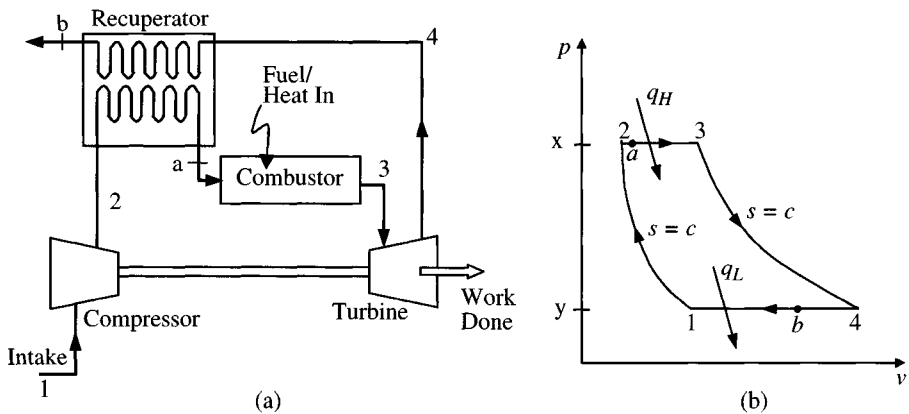 b
Recuperator
4
Fuel/
Heat In
a
Combustor
3
2
Compressor
Turbine
Work
Done
Intake
1
(a)
p
q_H
x
2
3
a
s = c
s = c
q_L
y
1
b
4
v
(b)